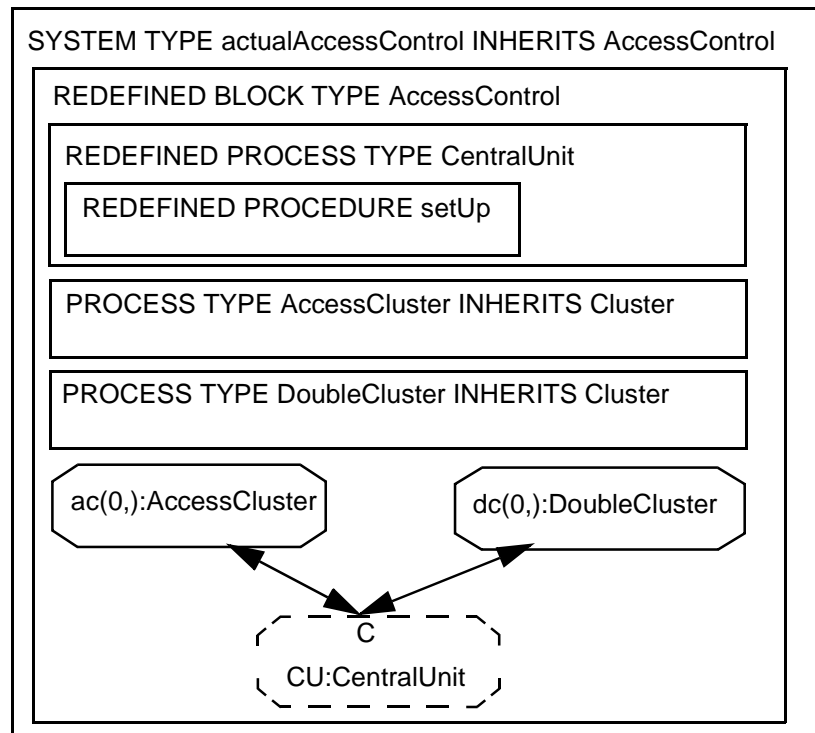 SYSTEM TYPE actualAccessControl INHERITS AccessControl
REDEFINED BLOCK TYPE AccessControl
REDEFINED PROCESS TYPE CentralUnit
REDEFINED PROCEDURE setUp
PROCESS TYPE AccessCluster INHERITS Cluster
PROCESS TYPE DoubleCluster INHERITS Cluster
ac(0,):AccessCluster
dc(0,):DoubleCluster
C
CU:CentralUnit